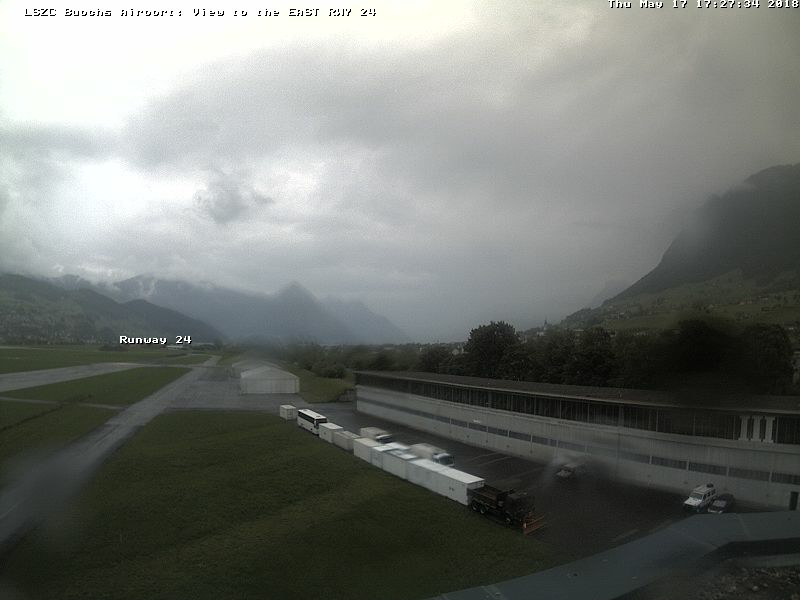 LSZC Buochs Airport: View to the EAST RWY 24
Thu May 17 17:27:34 2018
Runway 24